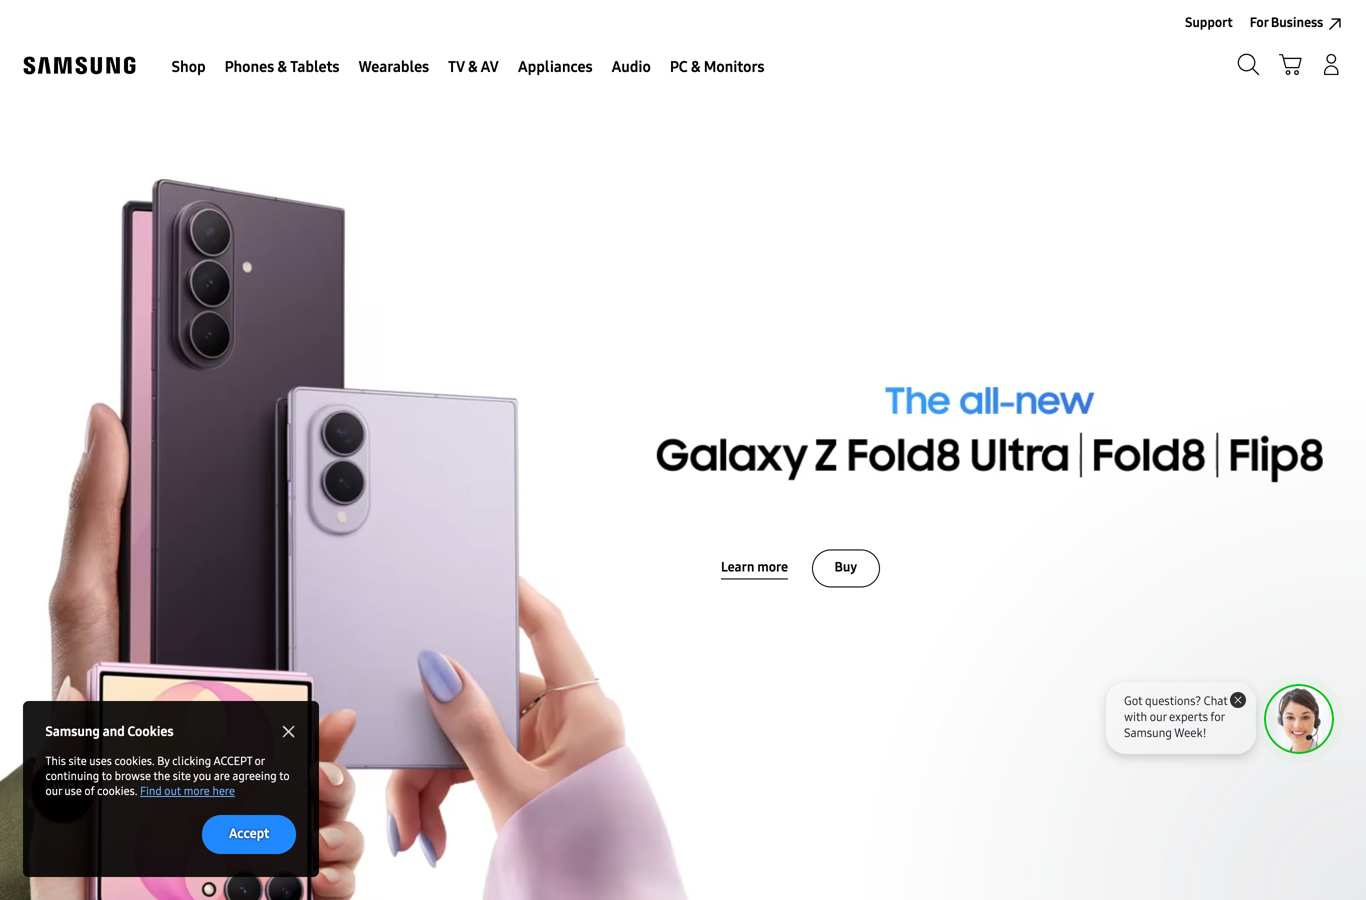 Support For Business
SAMSUNG Shop Phones & Tablets Wearables TV & AV Appliances Audio PC & Monitors
The all-new
Galaxy Z Fold8 Ultra | Fold8 | Flip8
Learn more Buy
Got questions? Chat
with our experts for
Samsung Week!
Samsung and Cookies
This site uses cookies. By clicking ACCEPT or
continuing to browse the site you are agreeing to
our use of cookies. Find out more here
Accept